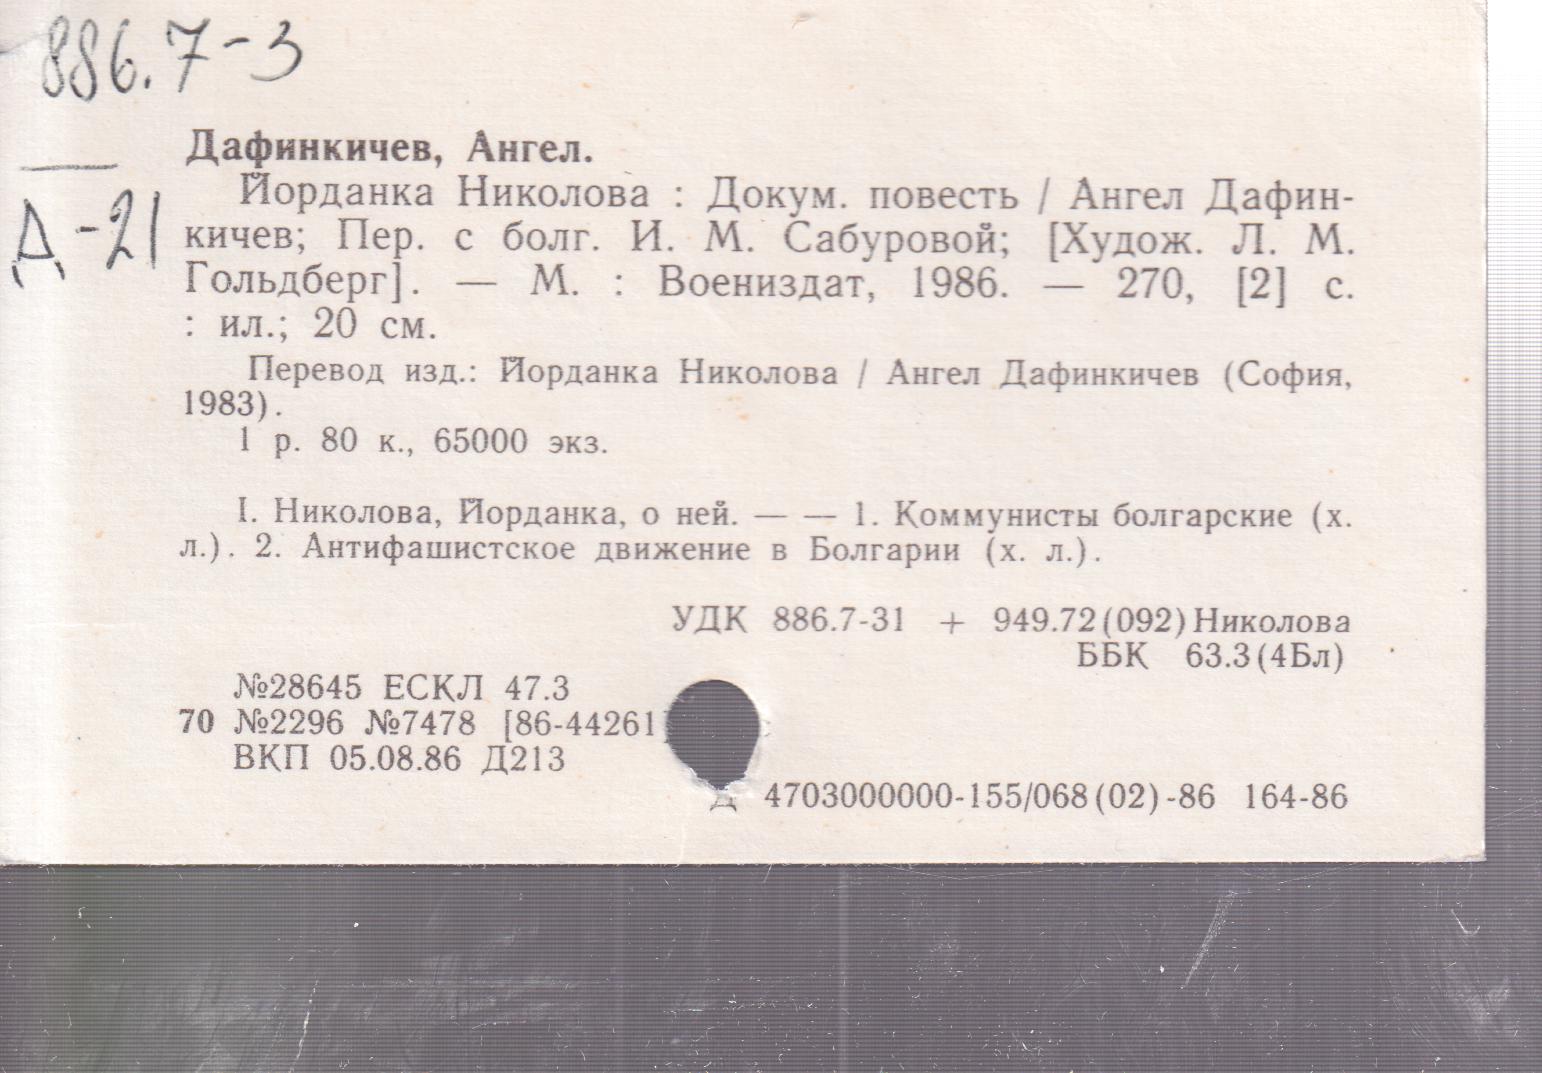 886.7-3
Дафинкичев, Ангел.
Йорданка Николова : Докум. повесть / Ангел Дафин-
Д-21
кичев; Пер. с болг. И. М. Сабуровой; [Худож. Л. М.
Гольдберг]. — М. : Воениздат, 1986. — 270, [2] с.
: ил.; 20 см.
Перевод изд.: Йорданка Николова / Ангел Дафинкичев (София,
1983).
1 р. 80 к., 65000 экз.
I. Николова, Йорданка, о ней. — — 1. Коммунисты болгарские (х.
л.). 2. Антифашистское движение в Болгарии (х. л.).
УДК 886.7-31 + 949.72(092)Николова
ББК 63.3(4Бл)
№28645 ЕСКЛ 47.3
70 №2296 №7478 [86-44261]
ВКП 05.08.86 Д213
Д 4703000000-155/068(02)-86 164-86